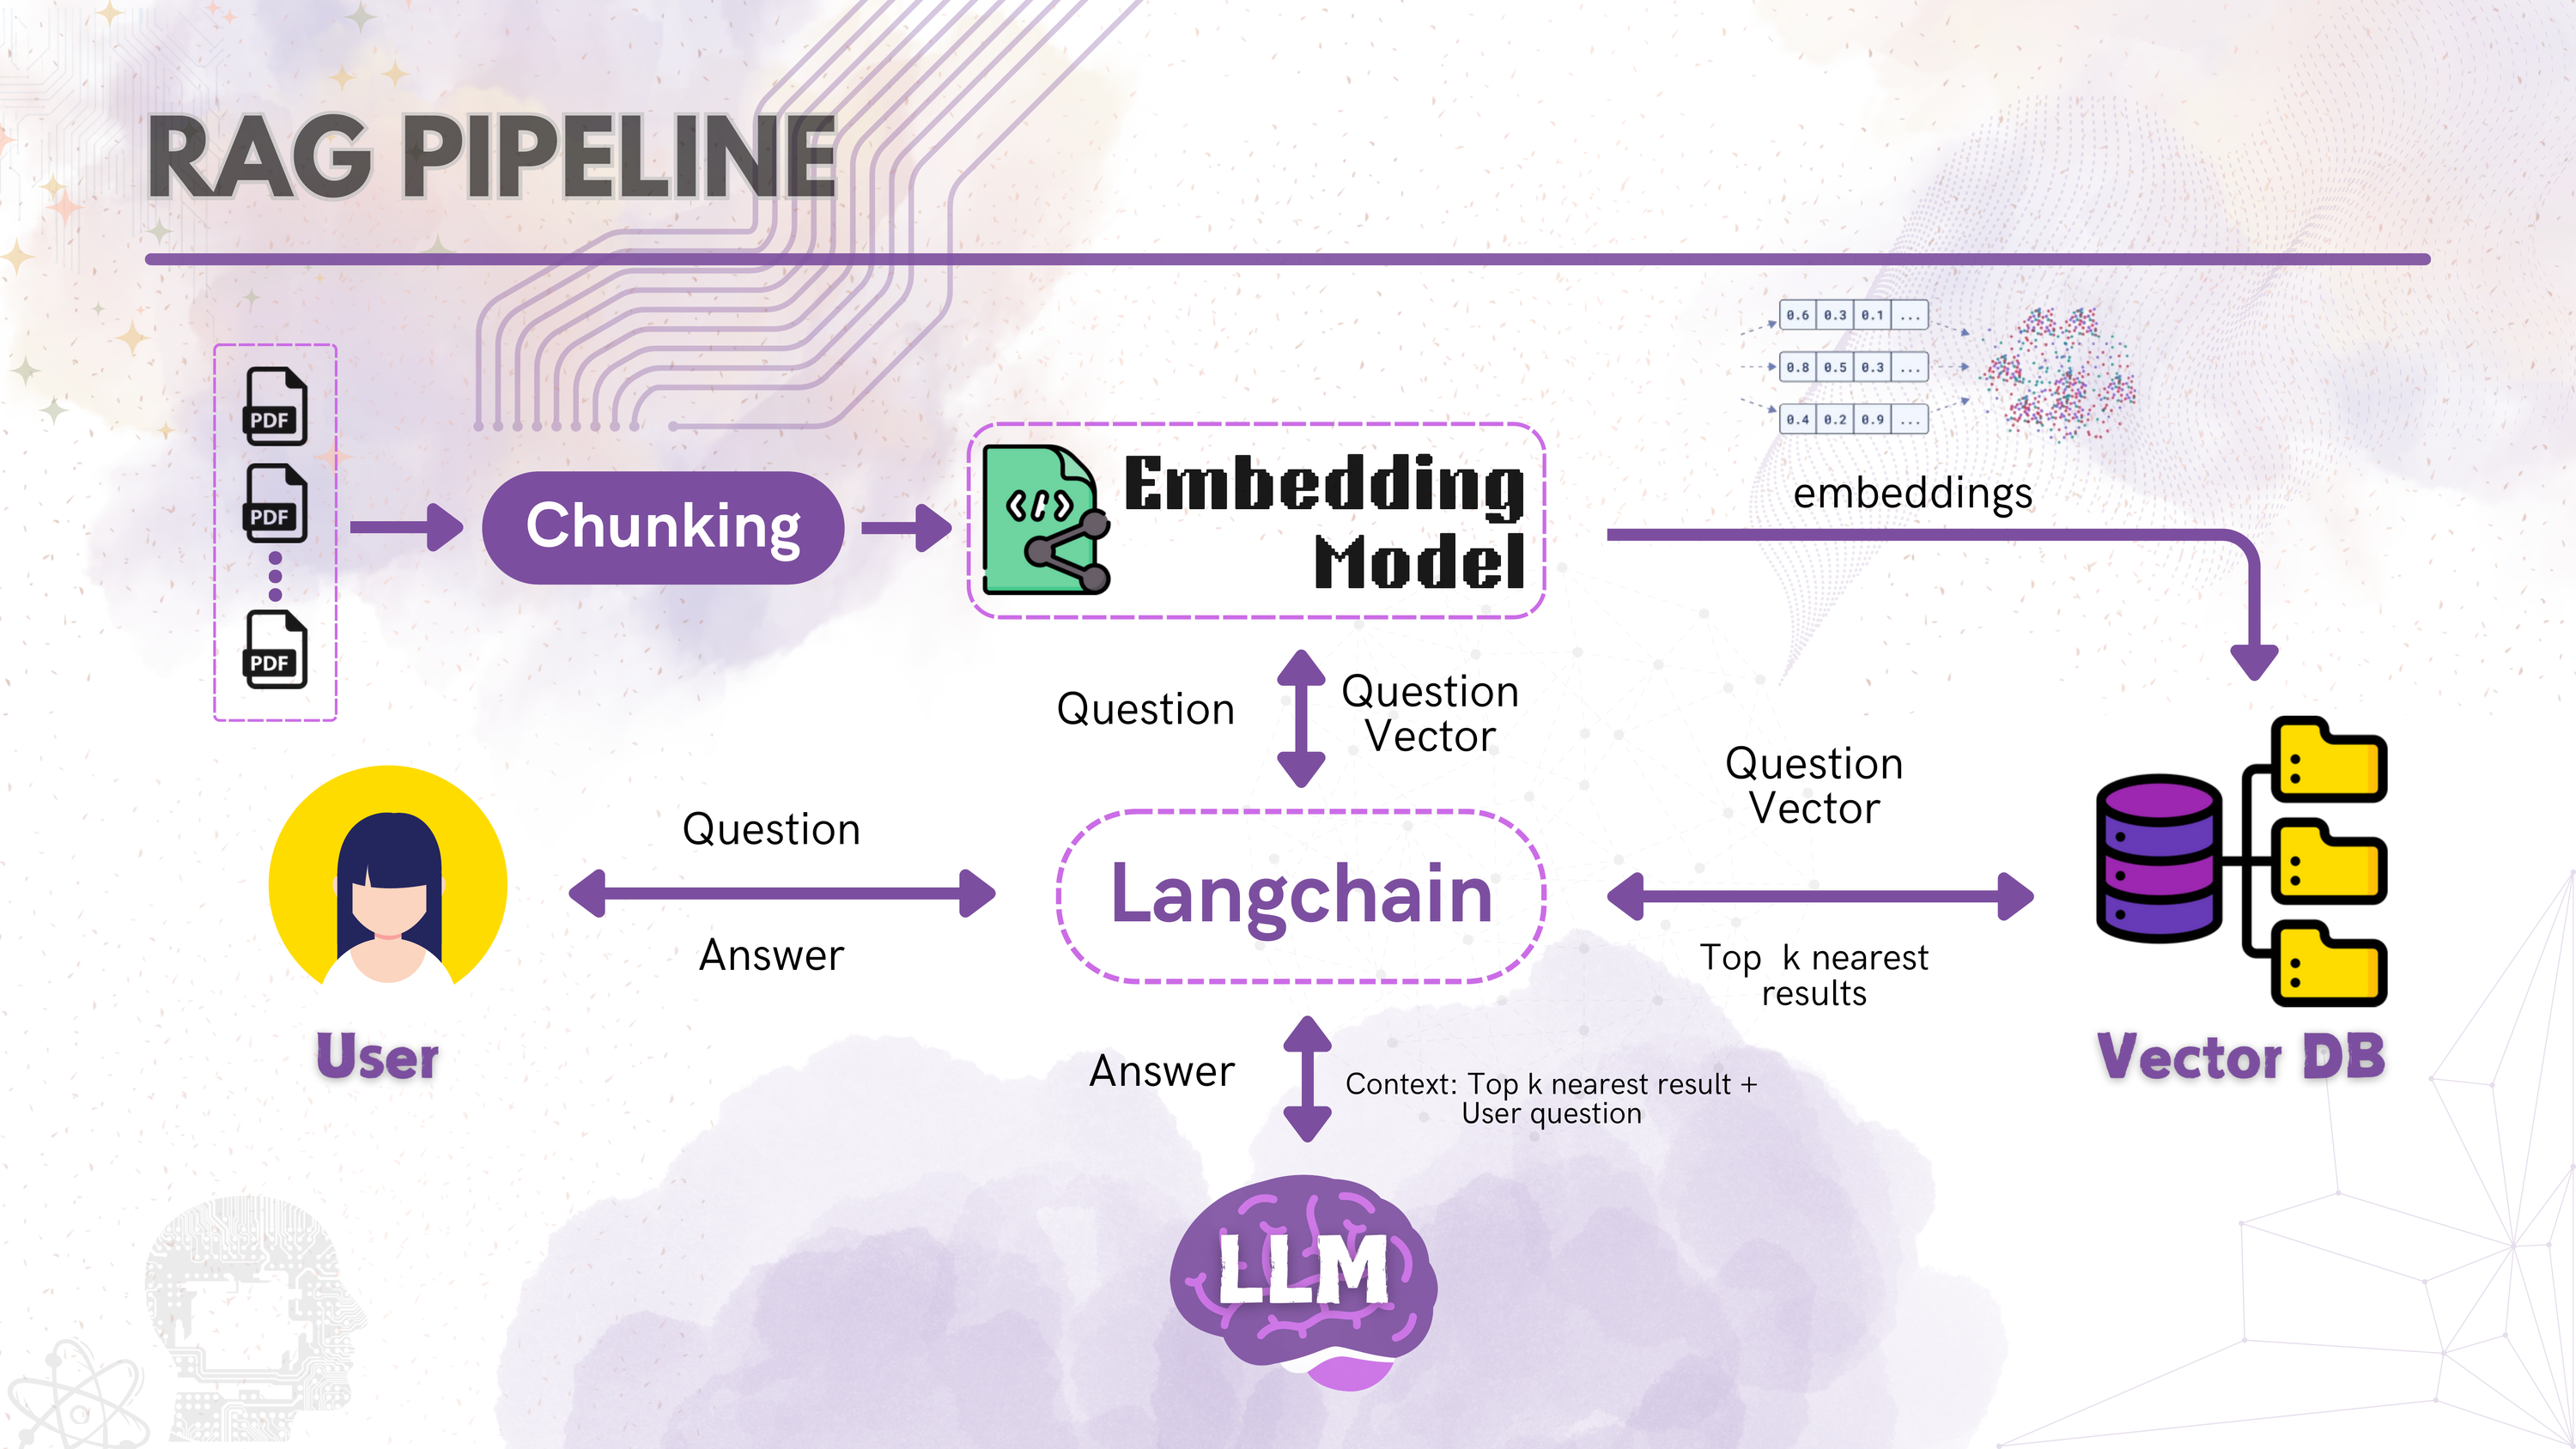 RAG PIPELINE
0.6 0.3 0.1 ...
0.8 0.5 0.3 ...
0.4 0.2 0.9 ...
embeddings
PDF
PDF
PDF
Chunking
Embedding
Model
Question
Question
Vector
Question
Answer
Langchain
Question
Vector
Top k nearest
results
User
Vector DB
Answer
Context: Top k nearest result +
User question
LLM